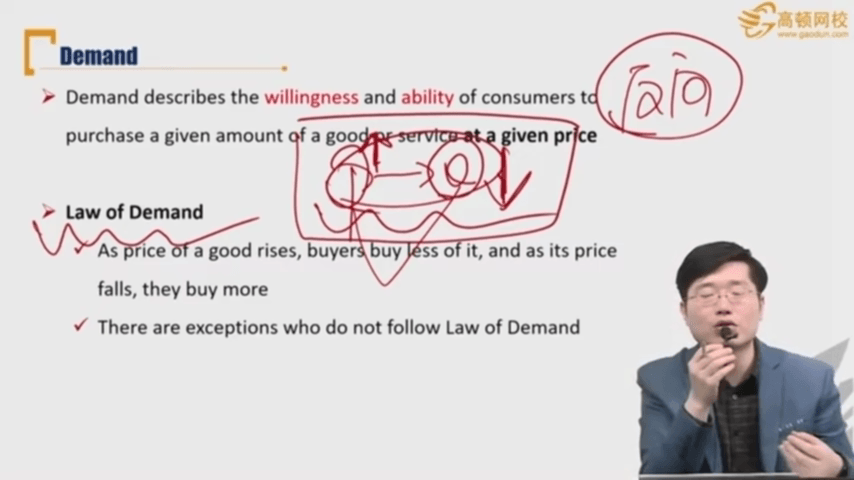 高顿网校
www.gaodun.com
Demand
Demand describes the willingness and ability of consumers to
purchase a given amount of a good or service at a given price
反向
P
Q
Law of Demand
As price of a good rises, buyers buy less of it, and as its price
falls, they buy more
There are exceptions who do not follow Law of Demand